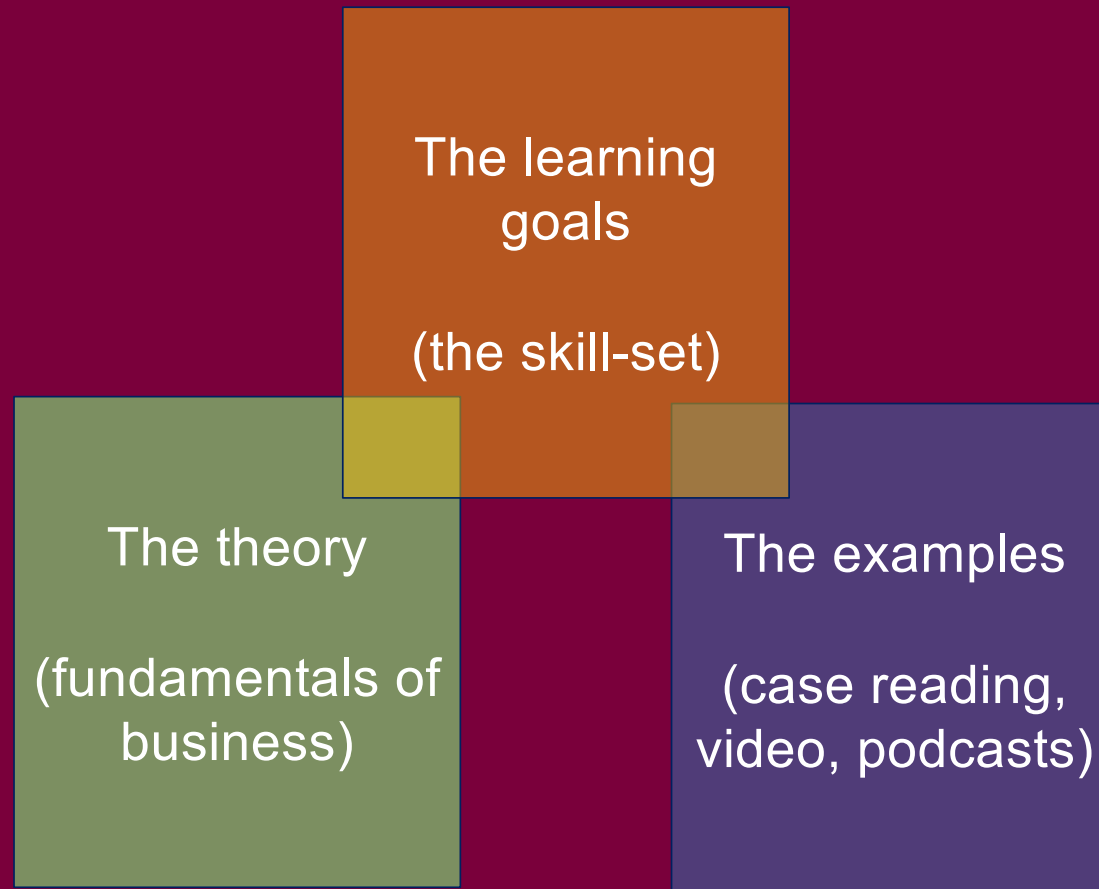 The learning
goals
(the skill-set)
The theory
(fundamentals of
business)
The examples
(case reading,
video, podcasts)